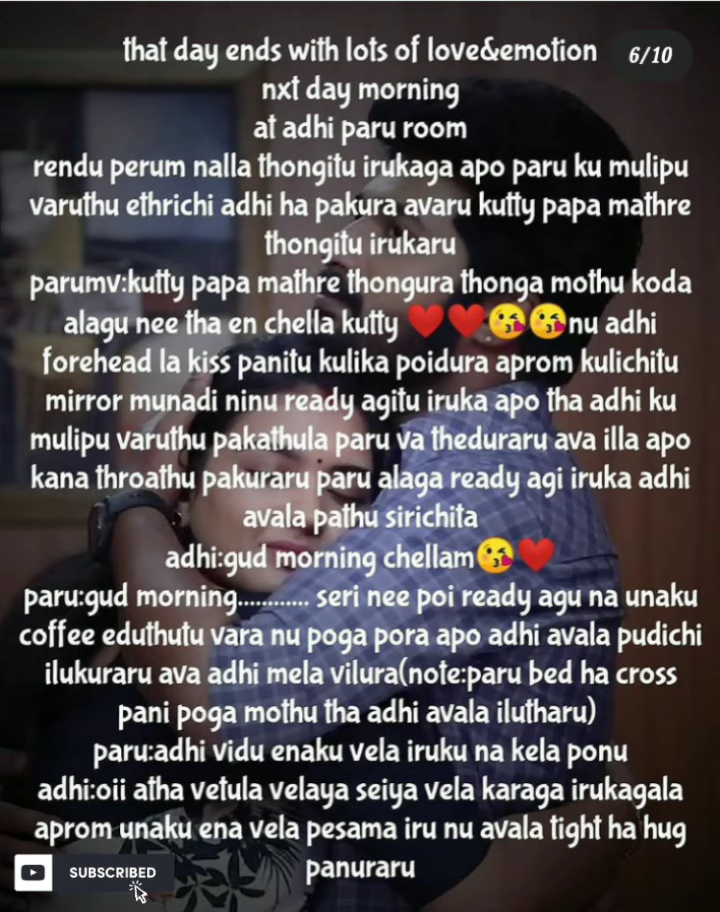 that day ends with lots of love&emotion
6/10
nxt day morning
at adhi paru room
rendu perum nalla thongitu irukaga apo paru ku mulipu
varuthu ethrichi adhi ha pakura avaru kutty papa mathre
thongitu irukaru
parumv:kutty papa mathre thongura thonga mothu koda
alagu nee tha en chella kutty ❤️❤️😘😘nu adhi
forehead la kiss panitu kulika poidura aprom kulichitu
mirror munadi ninu ready agitu iruka apo tha adhi ku
mulipu varuthu pakathula paru va theduraru ava illa apo
kana throathu pakuraru paru alaga ready agi iruka adhi
avala pathu sirichita
adhi:gud morning chellam😘❤️
paru:gud morning............ seri nee poi ready agu na unaku
coffee eduthutu vara nu poga pora apo adhi avala pudichi
ilukuraru ava adhi mela vilura(note:paru bed ha cross
pani poga mothu tha adhi avala ilutharu)
paru:adhi vidu enaku vela iruku na kela ponu
adhi:oii atha vetula velaya seiya vela karaga irukagala
aprom unaku ena vela pesama iru nu avala tight ha hug
panuraru
SUBSCRIBED